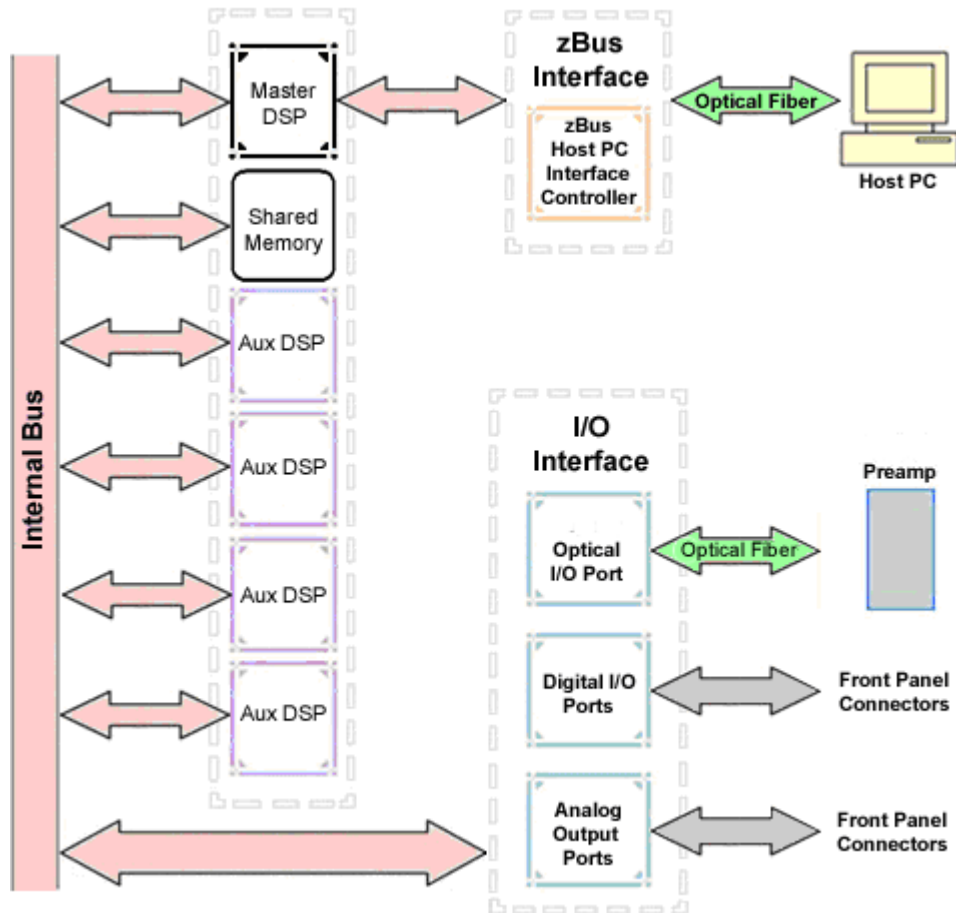 Internal Bus
Master
DSP
Shared
Memory
Aux DSP
Aux DSP
Aux DSP
Aux DSP
zBus
Interface
zBus
Host PC
Interface
Controller
Optical Fiber
Host PC
I/O
Interface
Optical
I/O Port
Optical Fiber
Preamp
Digital I/O
Ports
Front Panel
Connectors
Analog
Output
Ports
Front Panel
Connectors